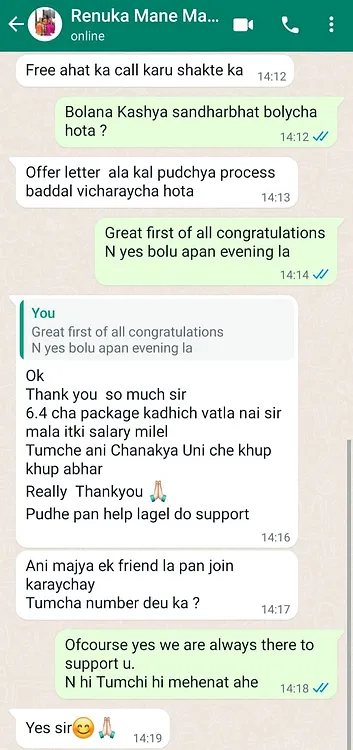 Renuka Mane Ma...
online
Free ahat ka call karu shakte ka
14:12
Bolana Kashya sandharbhat bolycha
hota ?
14:12
Offer letter ala kal pudchya process
baddal vicharaycha hota
14:13
Great first of all congratulations
N yes bolu apan evening la
14:14
You
Great first of all congratulations
N yes bolu apan evening la
Ok
Thank you so much sir
6.4 cha package kadhich vatla nai sir
mala itki salary milel
Tumche ani Chanakya Uni che khup
khup abhar
Really Thankyou 🙏🏻
Pudhe pan help lagel do support
14:16
Ani majya ek friend la pan join
karaychay
Tumcha number deu ka ?
14:17
Ofcourse yes we are always there to
support u.
N hi Tumchi hi mehenat ahe
14:18
Yes sir😊🙏🏻
14:19